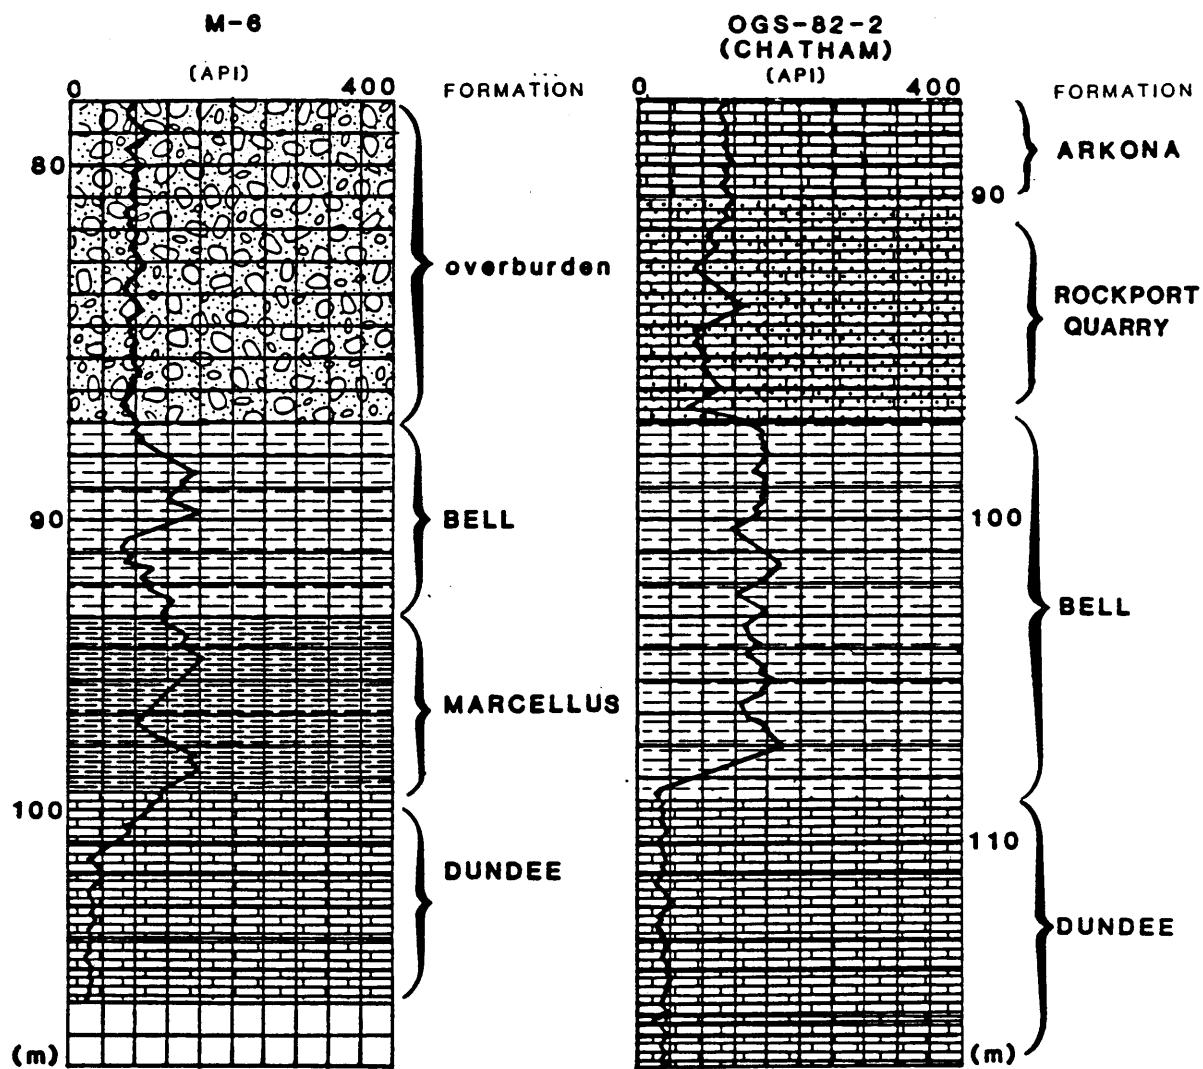 M-6
(API)
0 400
FORMATION
80
overburden
90
BELL
MARCELLUS
100
DUNDEE
(m)
OGS-82-2
(CHATHAM)
(API)
0 400
FORMATION
ARKONA
90
ROCKPORT
QUARRY
100
BELL
110
DUNDEE
(m)